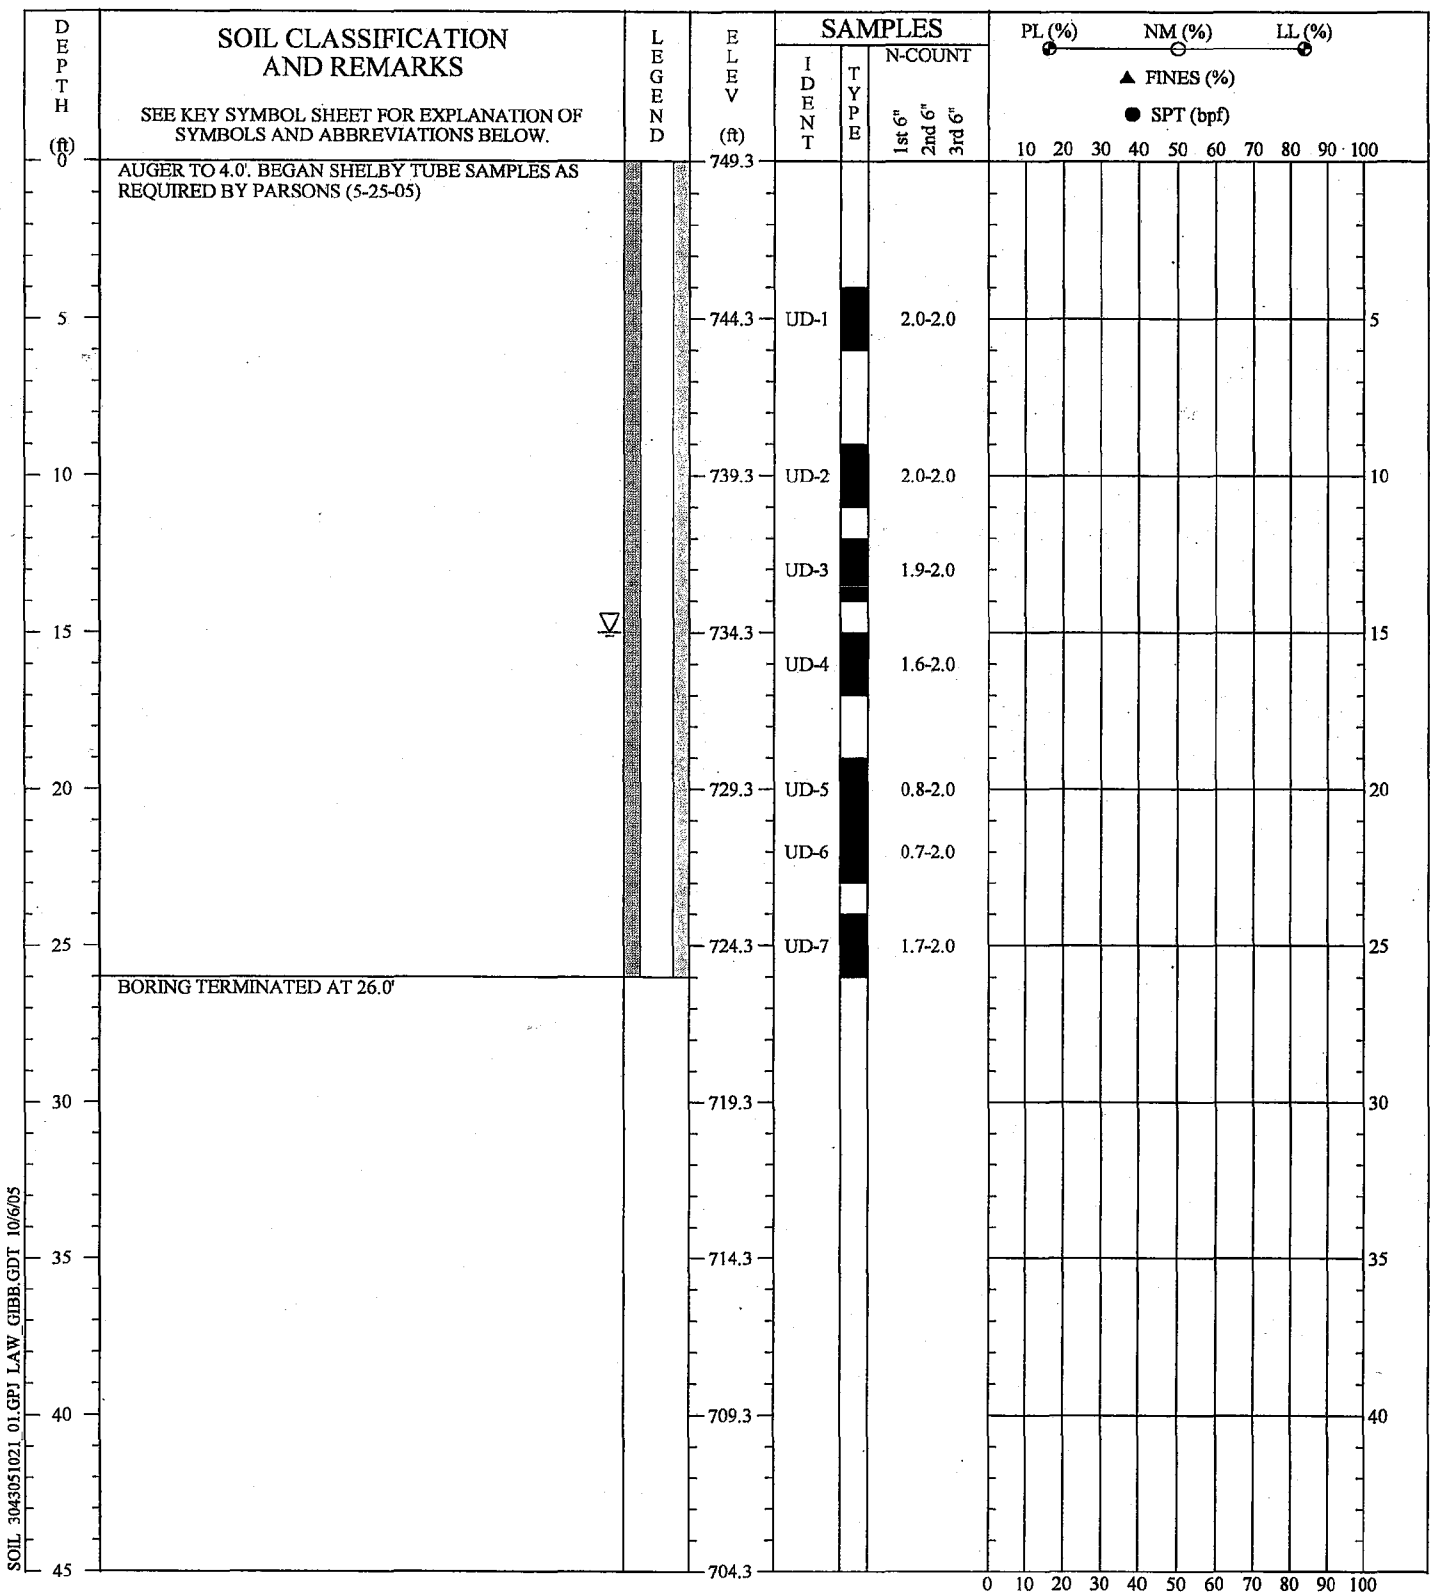 DEPTH (ft)
SOIL CLASSIFICATION
AND REMARKS
SEE KEY SYMBOL SHEET FOR EXPLANATION OF
SYMBOLS AND ABBREVIATIONS BELOW.
LEGEND
ELEV (ft)
SAMPLES
IDENT
TYPE
N-COUNT
1st 6"
2nd 6"
3rd 6"
PL (%) NM (%) LL (%)
▲ FINES (%)
● SPT (bpf)
10 20 30 40 50 60 70 80 90 100
0 749.3
AUGER TO 4.0'. BEGAN SHELBY TUBE SAMPLES AS
REQUIRED BY PARSONS (5-25-05)
5 744.3 UD-1 2.0-2.0 5
10 739.3 UD-2 2.0-2.0 10
UD-3 1.9-2.0
15 734.3 15
UD-4 1.6-2.0
20 729.3 UD-5 0.8-2.0 20
UD-6 0.7-2.0
25 724.3 UD-7 1.7-2.0 25
BORING TERMINATED AT 26.0'
30 719.3 30
35 714.3 35
40 709.3 40
45 704.3
0 10 20 30 40 50 60 70 80 90 100
SOIL 3043051021_01.GPJ LAW_GIBB.GDT 10/6/05